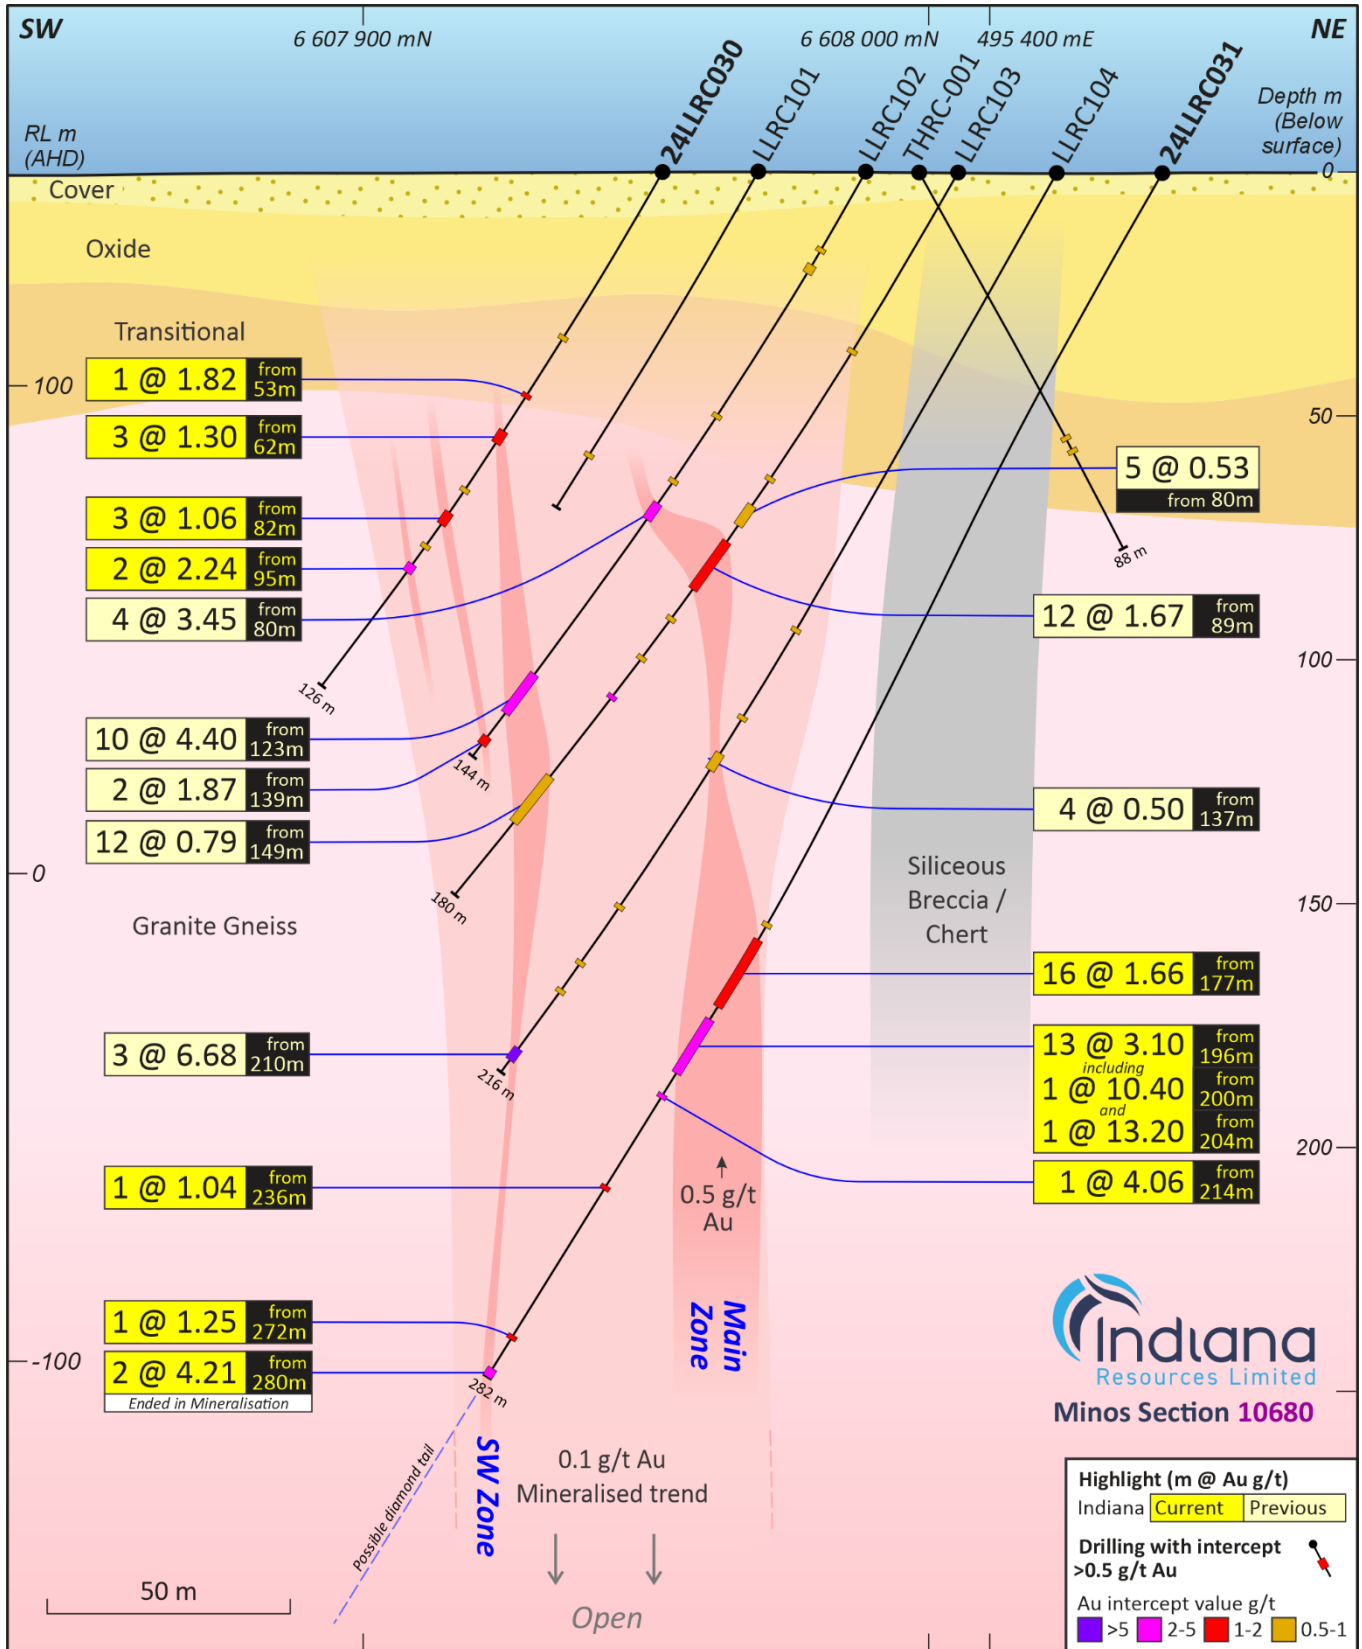 SW
NE
6 607 900 mN
6 608 000 mN
495 400 mE
24LLRC030
LLRC101
LLRC102
THRC-001
LLRC103
LLRC104
24LLRC031
RL m
(AHD)
Depth m
(Below
surface)
0
Cover
Oxide
Transitional
100
50
1 @ 1.82 from 53m
3 @ 1.30 from 62m
3 @ 1.06 from 82m
2 @ 2.24 from 95m
4 @ 3.45 from 80m
5 @ 0.53
from 80m
88 m
12 @ 1.67 from 89m
100
126 m
10 @ 4.40 from 123m
2 @ 1.87 from 139m
12 @ 0.79 from 149m
144 m
4 @ 0.50 from 137m
0
180 m
150
Granite Gneiss
Siliceous
Breccia /
Chert
16 @ 1.66 from 177m
3 @ 6.68 from 210m
216 m
13 @ 3.10 from 196m
including
1 @ 10.40 from 200m
and
1 @ 13.20 from 204m
200
1 @ 4.06 from 214m
1 @ 1.04 from 236m
0.5 g/t
Au
Main
Zone
1 @ 1.25 from 272m
-100
2 @ 4.21 from 280m
Ended in Mineralisation
282 m
Indiana
Resources Limited
Minos Section 10680
Possible diamond tail
SW Zone
0.1 g/t Au
Mineralised trend
Open
50 m
Highlight (m @ Au g/t)
Indiana Current Previous
Drilling with intercept
>0.5 g/t Au
Au intercept value g/t
>5 2-5 1-2 0.5-1